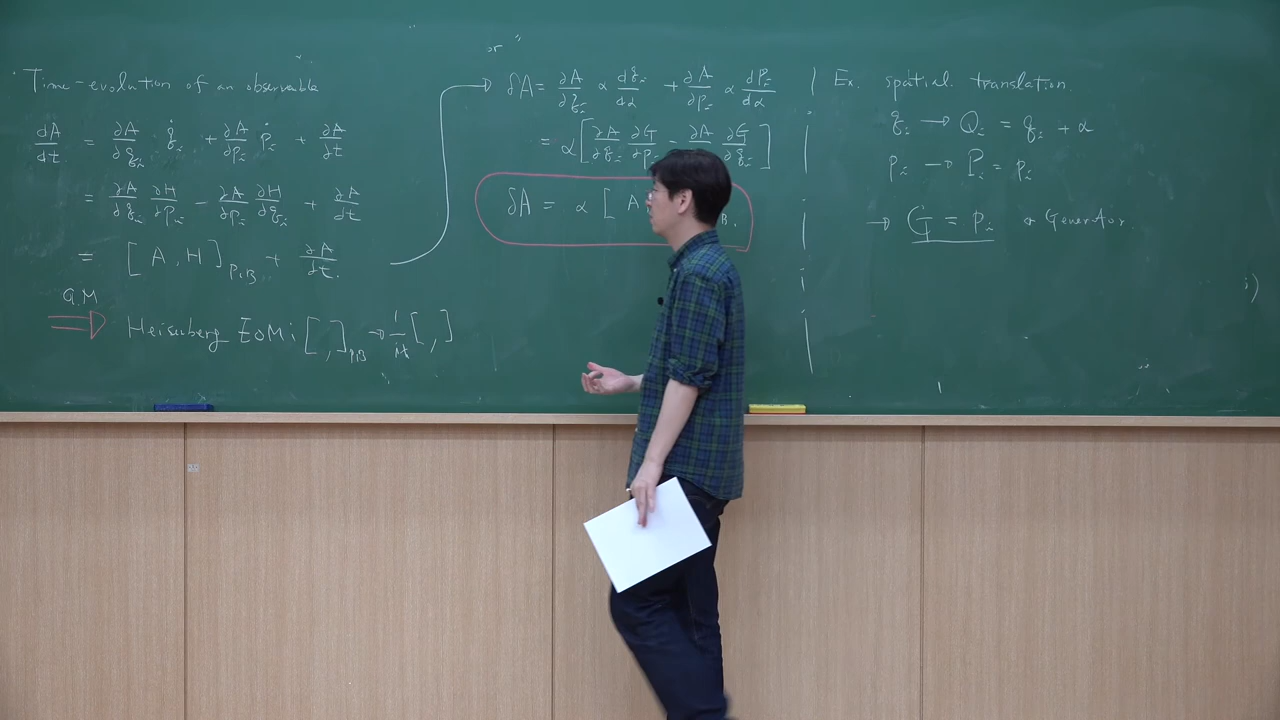 Time-evolution of an observable
dA/dt = ∂A/∂q_i q̇_i + ∂A/∂p_i ṗ_i + ∂A/∂t
= ∂A/∂q_i ∂H/∂p_i - ∂A/∂p_i ∂H/∂q_i + ∂A/∂t
= [A, H]_P.B + ∂A/∂t.
Q.M
⇒ Heisenberg EoM; [ , ]_P.B → 1/iħ [ , ]
or
→ δA = ∂A/∂q_i α dq_i/dα + ∂A/∂p_i α dP_i/dα
= α [ ∂A/∂q_i ∂G/∂p - ∂A/∂p_i ∂G/∂q_i ]
δA = α [ A
B.
Ex. spatial translation.
q_i → Q_i = q_i + α
p_i → P_i = p_i
→ G = p_i Generator.
i)